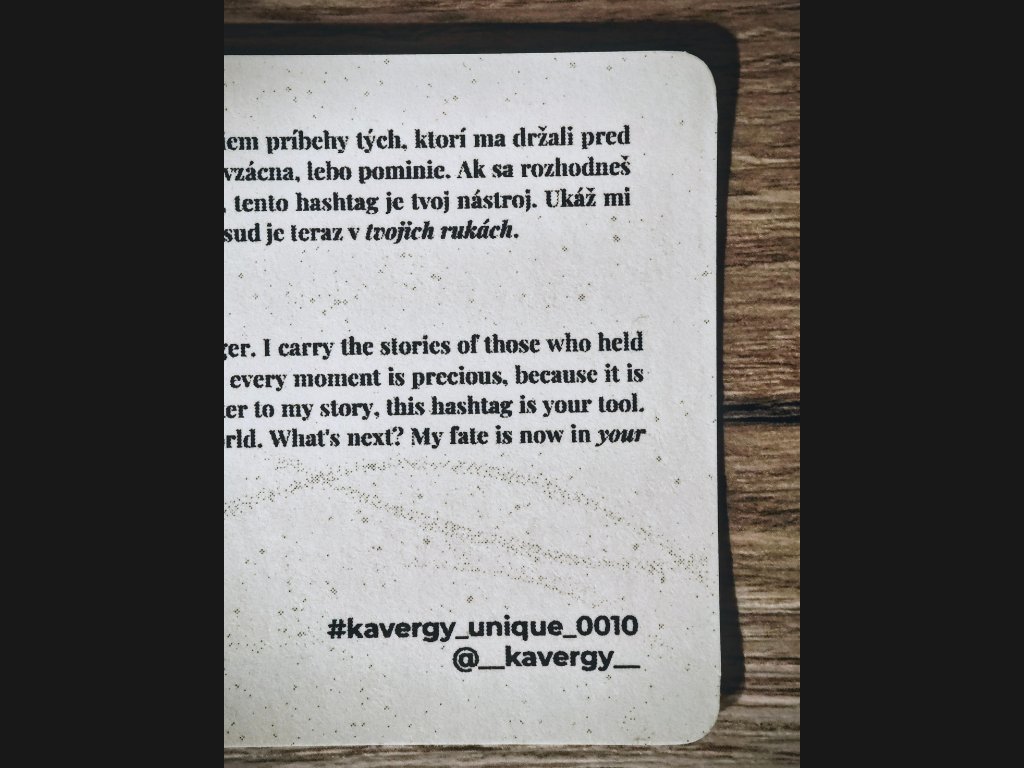 príbehy tých, ktorí ma držali pred
vzácna, lebo pominie. Ak sa rozhodneš
, tento hashtag je tvoj nástroj. Ukáž mi
sud je teraz v tvojich rukách.
ger. I carry the stories of those who held
every moment is precious, because it is
er to my story, this hashtag is your tool.
rld. What's next? My fate is now in your
#kavergy_unique_0010
@__kavergy__